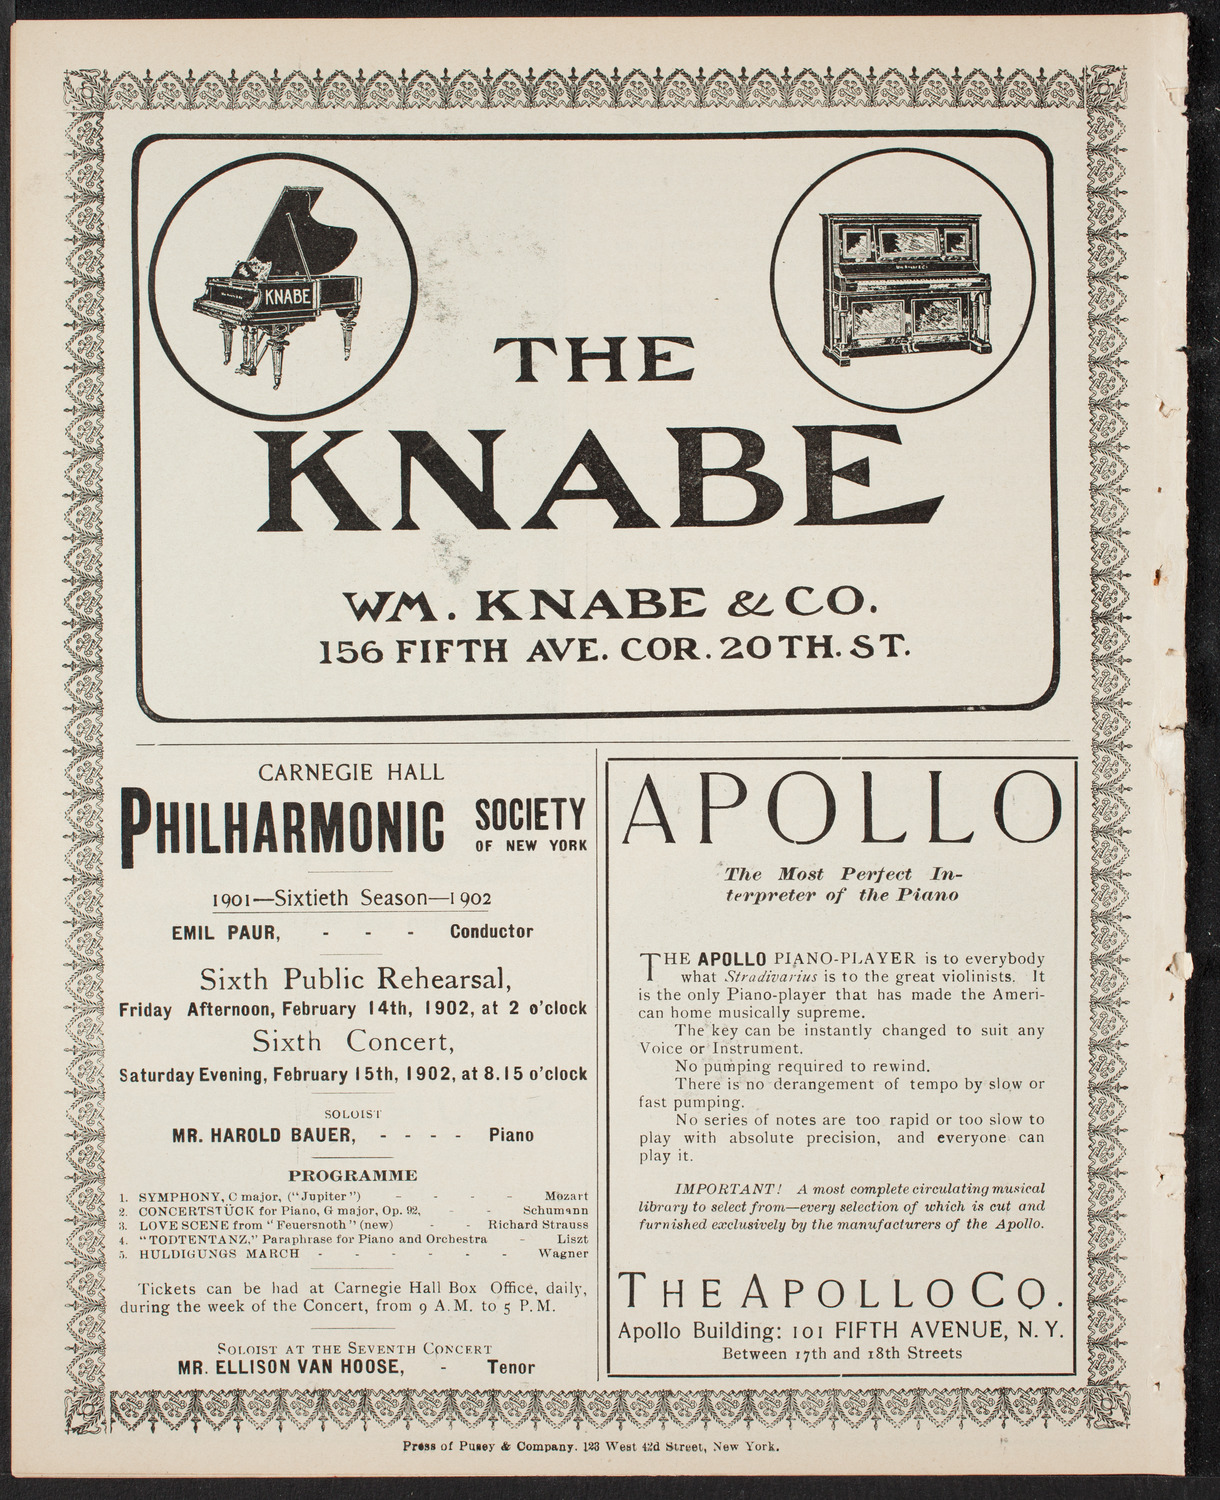 KNABE
THE
KNABE
WM. KNABE & CO.
156 FIFTH AVE. COR. 20TH. ST.
CARNEGIE HALL
PHILHARMONIC SOCIETY
OF NEW YORK
1901—Sixtieth Season—1902
EMIL PAUR, - - - Conductor
Sixth Public Rehearsal,
Friday Afternoon, February 14th, 1902, at 2 o'clock
Sixth Concert,
Saturday Evening, February 15th, 1902, at 8.15 o'clock
SOLOIST
MR. HAROLD BAUER, - - - - Piano
PROGRAMME
1. SYMPHONY, C major, ("Jupiter") - - - - Mozart
2. CONCERTSTÜCK for Piano, G major, Op. 92, - - Schumann
3. LOVE SCENE from "Feuersnoth" (new) - - Richard Strauss
4. "TODTENTANZ," Paraphrase for Piano and Orchestra - Liszt
5. HULDIGUNGS MARCH - - - - - - Wagner
Tickets can be had at Carnegie Hall Box Office, daily,
during the week of the Concert, from 9 A.M. to 5 P.M.
SOLOIST AT THE SEVENTH CONCERT
MR. ELLISON VAN HOOSE, - Tenor
APOLLO
The Most Perfect In-
terpreter of the Piano
THE APOLLO PIANO-PLAYER is to everybody
what Stradivarius is to the great violinists. It
is the only Piano-player that has made the Ameri-
can home musically supreme.
The key can be instantly changed to suit any
Voice or Instrument.
No pumping required to rewind.
There is no derangement of tempo by slow or
fast pumping.
No series of notes are too rapid or too slow to
play with absolute precision, and everyone can
play it.
IMPORTANT! A most complete circulating musical
library to select from—every selection of which is cut and
furnished exclusively by the manufacturers of the Apollo.
THE APOLLO CO.
Apollo Building: 101 FIFTH AVENUE, N. Y.
Between 17th and 18th Streets
Press of Pusey & Company. 123 West 42d Street, New York.